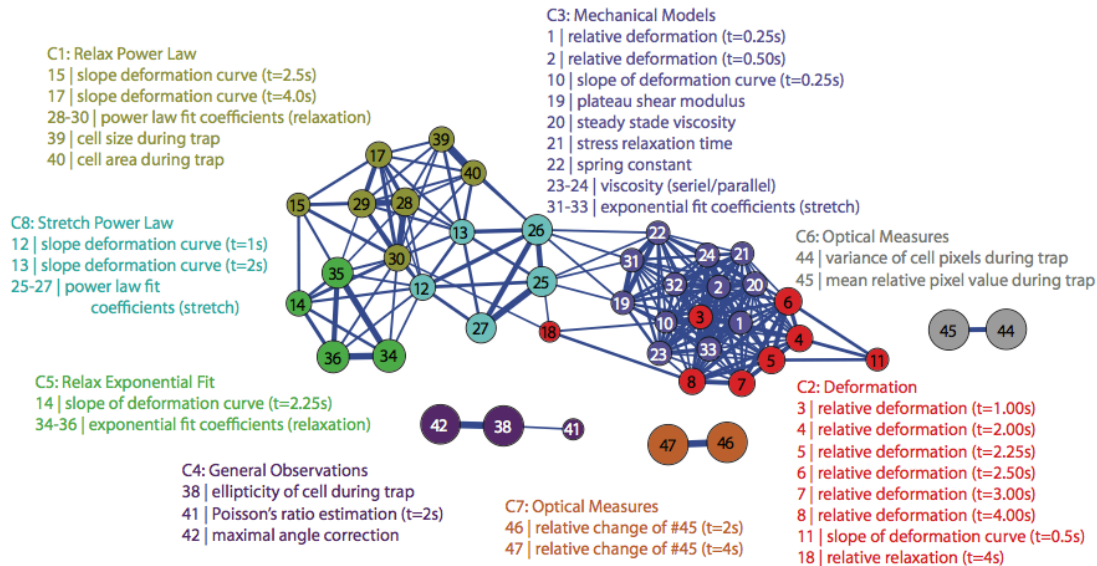 C3: Mechanical Models
1 | relative deformation (t=0.25s)
2 | relative deformation (t=0.50s)
10 | slope of deformation curve (t=0.25s)
19 | plateau shear modulus
20 | steady stade viscosity
21 | stress relaxation time
22 | spring constant
23-24 | viscosity (seriel/parallel)
31-33 | exponential fit coefficients (stretch)
C1: Relax Power Law
15 | slope deformation curve (t=2.5s)
17 | slope deformation curve (t=4.0s)
28-30 | power law fit coefficients (relaxation)
39 | cell size during trap
40 | cell area during trap
C8: Stretch Power Law
12 | slope deformation curve (t=1s)
13 | slope deformation curve (t=2s)
25-27 | power law fit
coefficients (stretch)
C6: Optical Measures
44 | variance of cell pixels during trap
45 | mean relative pixel value during trap
39
17
40
15
29
28
13
26
30
35
12
25
14
27
18
36
34
22
31
24
21
32
2
20
19
3
6
10
1
4
23
33
5
11
8
7
45
44
C5: Relax Exponential Fit
14 | slope of deformation curve (t=2.25s)
34-36 | exponential fit coefficients (relaxation)
42
38
41
47
46
C4: General Observations
38 | ellipticity of cell during trap
41 | Poisson's ratio estimation (t=2s)
42 | maximal angle correction
C7: Optical Measures
46 | relative change of #45 (t=2s)
47 | relative change of #45 (t=4s)
C2: Deformation
3 | relative deformation (t=1.00s)
4 | relative deformation (t=2.00s)
5 | relative deformation (t=2.25s)
6 | relative deformation (t=2.50s)
7 | relative deformation (t=3.00s)
8 | relative deformation (t=4.00s)
11 | slope of deformation curve (t=0.5s)
18 | relative relaxation (t=4s)